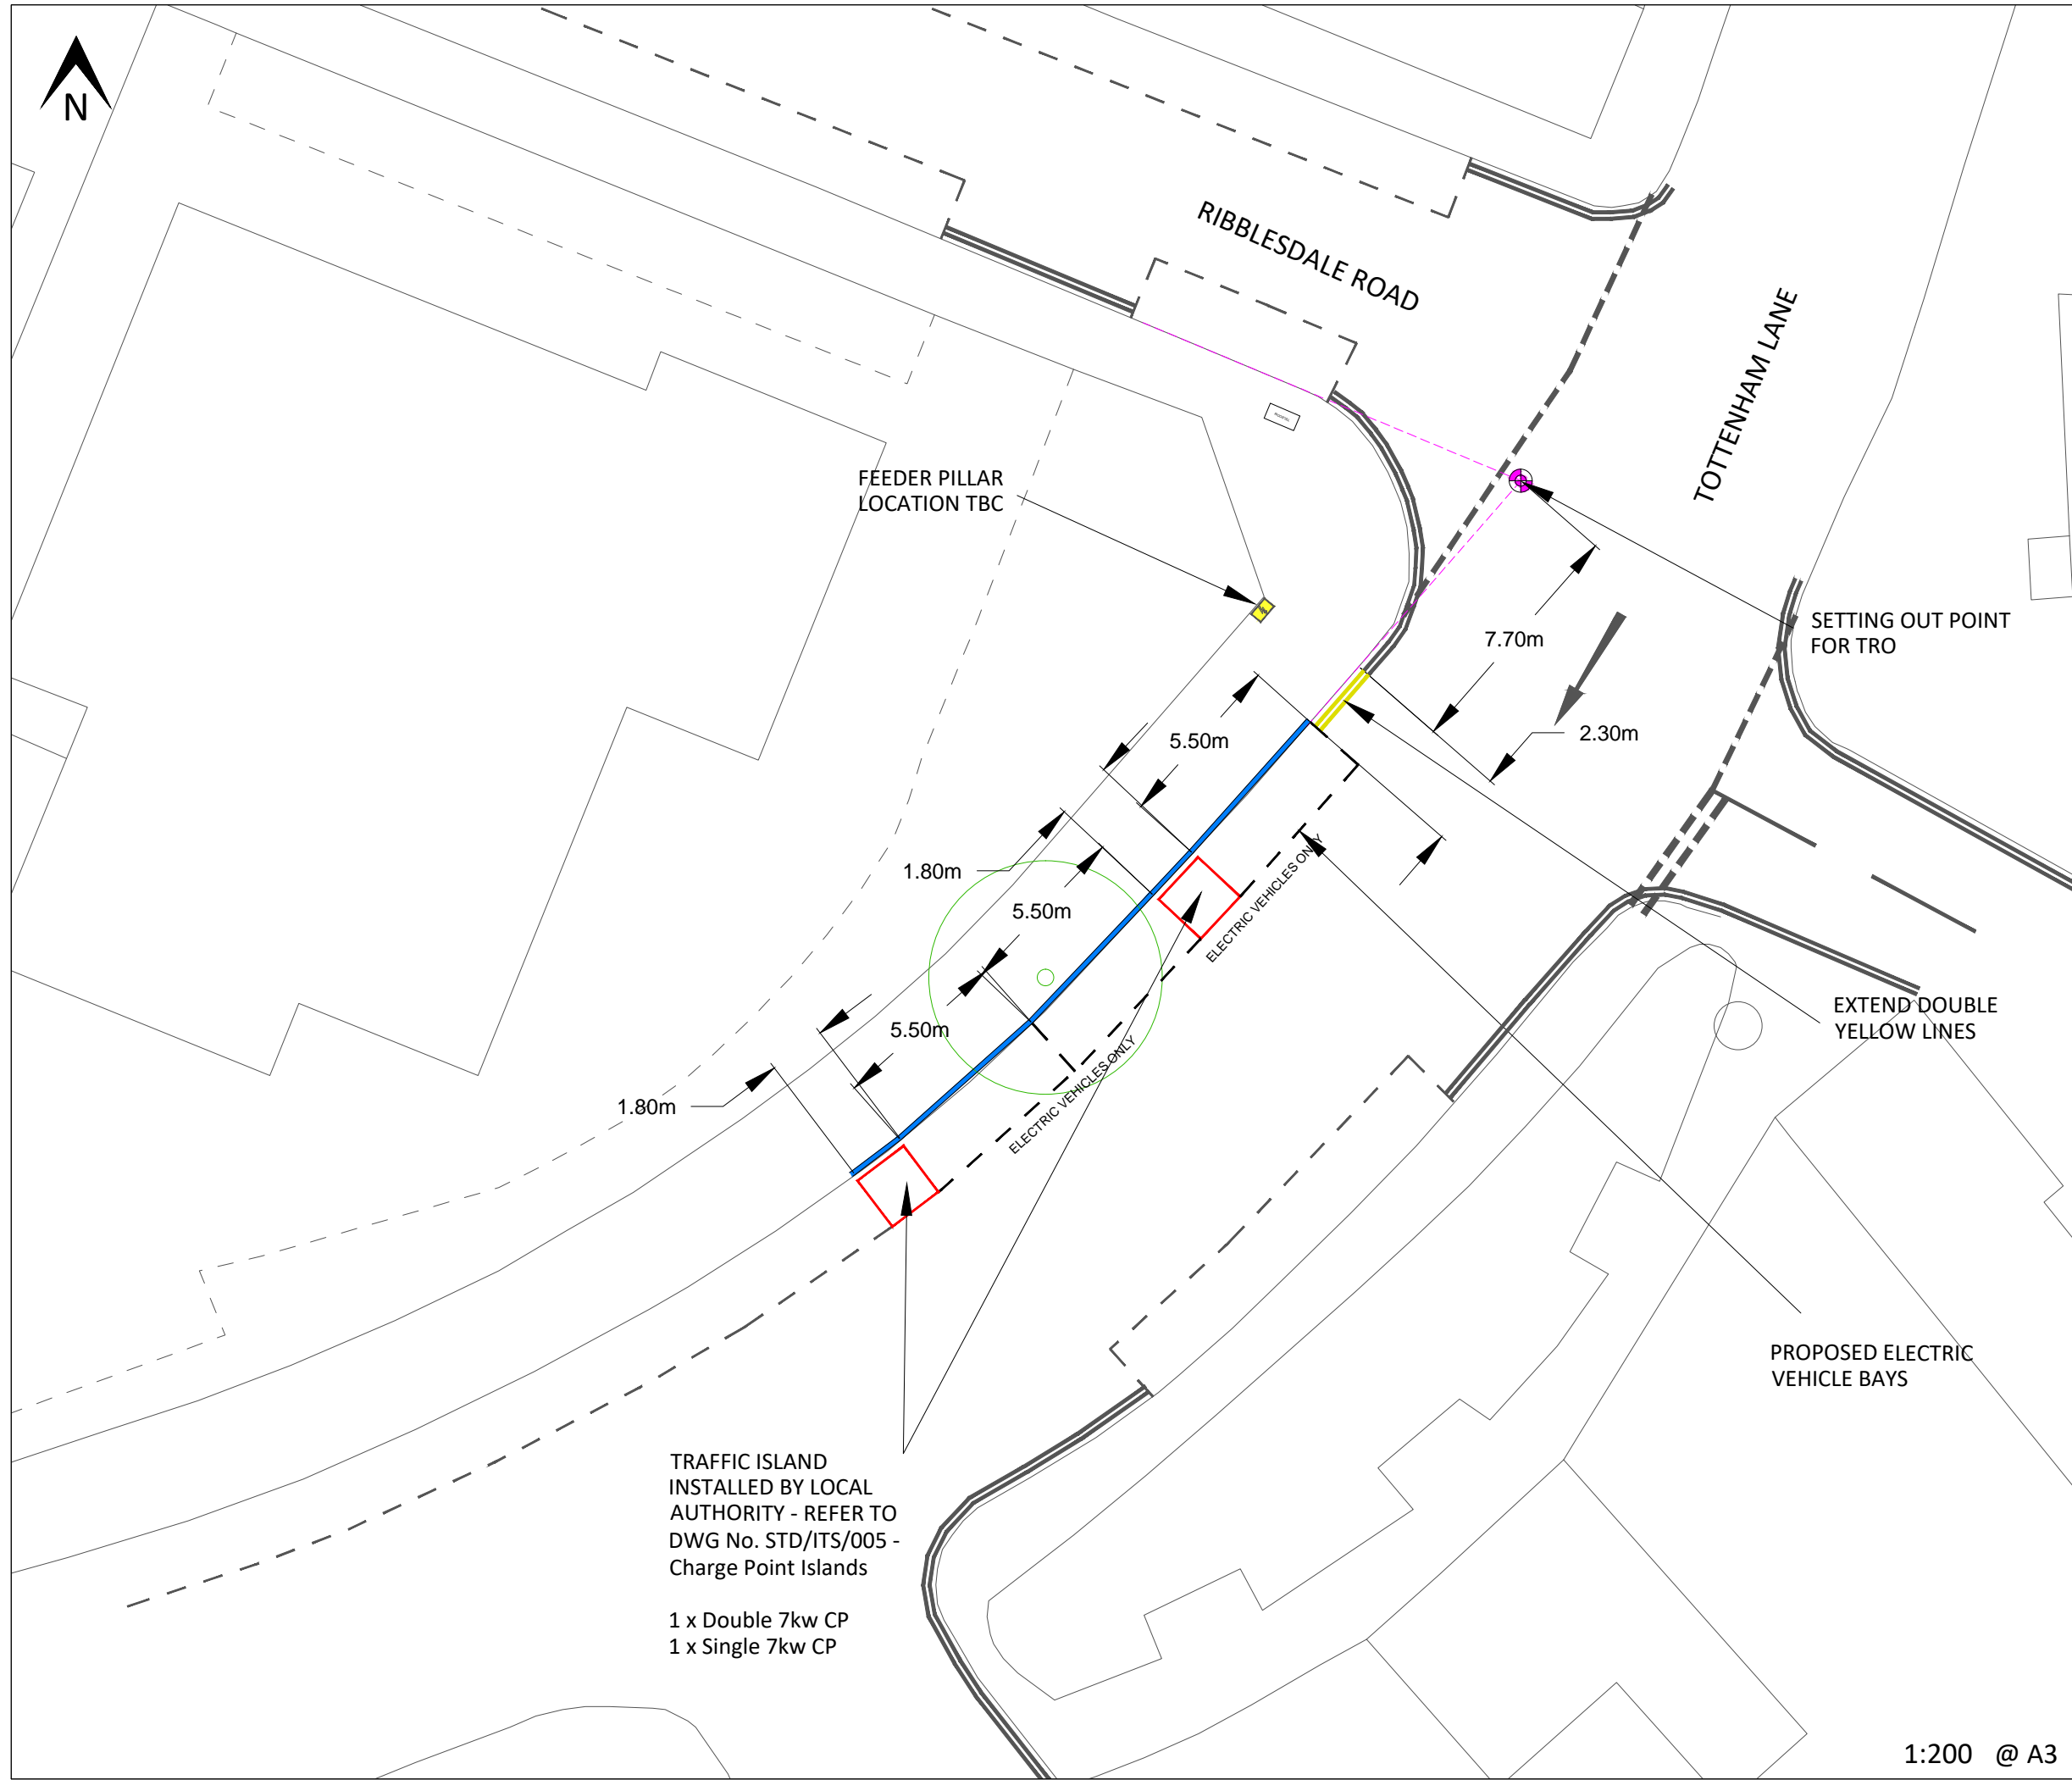 N
RIBBLESDALE ROAD
TOTTENHAM LANE
FEEDER PILLAR
LOCATION TBC
SETTING OUT POINT
FOR TRO
7.70m
2.30m
5.50m
1.80m
5.50m
ELECTRIC VEHICLES ONLY
5.50m
ELECTRIC VEHICLES ONLY
1.80m
EXTEND DOUBLE
YELLOW LINES
PROPOSED ELECTRIC
VEHICLE BAYS
TRAFFIC ISLAND
INSTALLED BY LOCAL
AUTHORITY - REFER TO
DWG No. STD/ITS/005 -
Charge Point Islands
1 x Double 7kw CP
1 x Single 7kw CP
1:200 @ A3